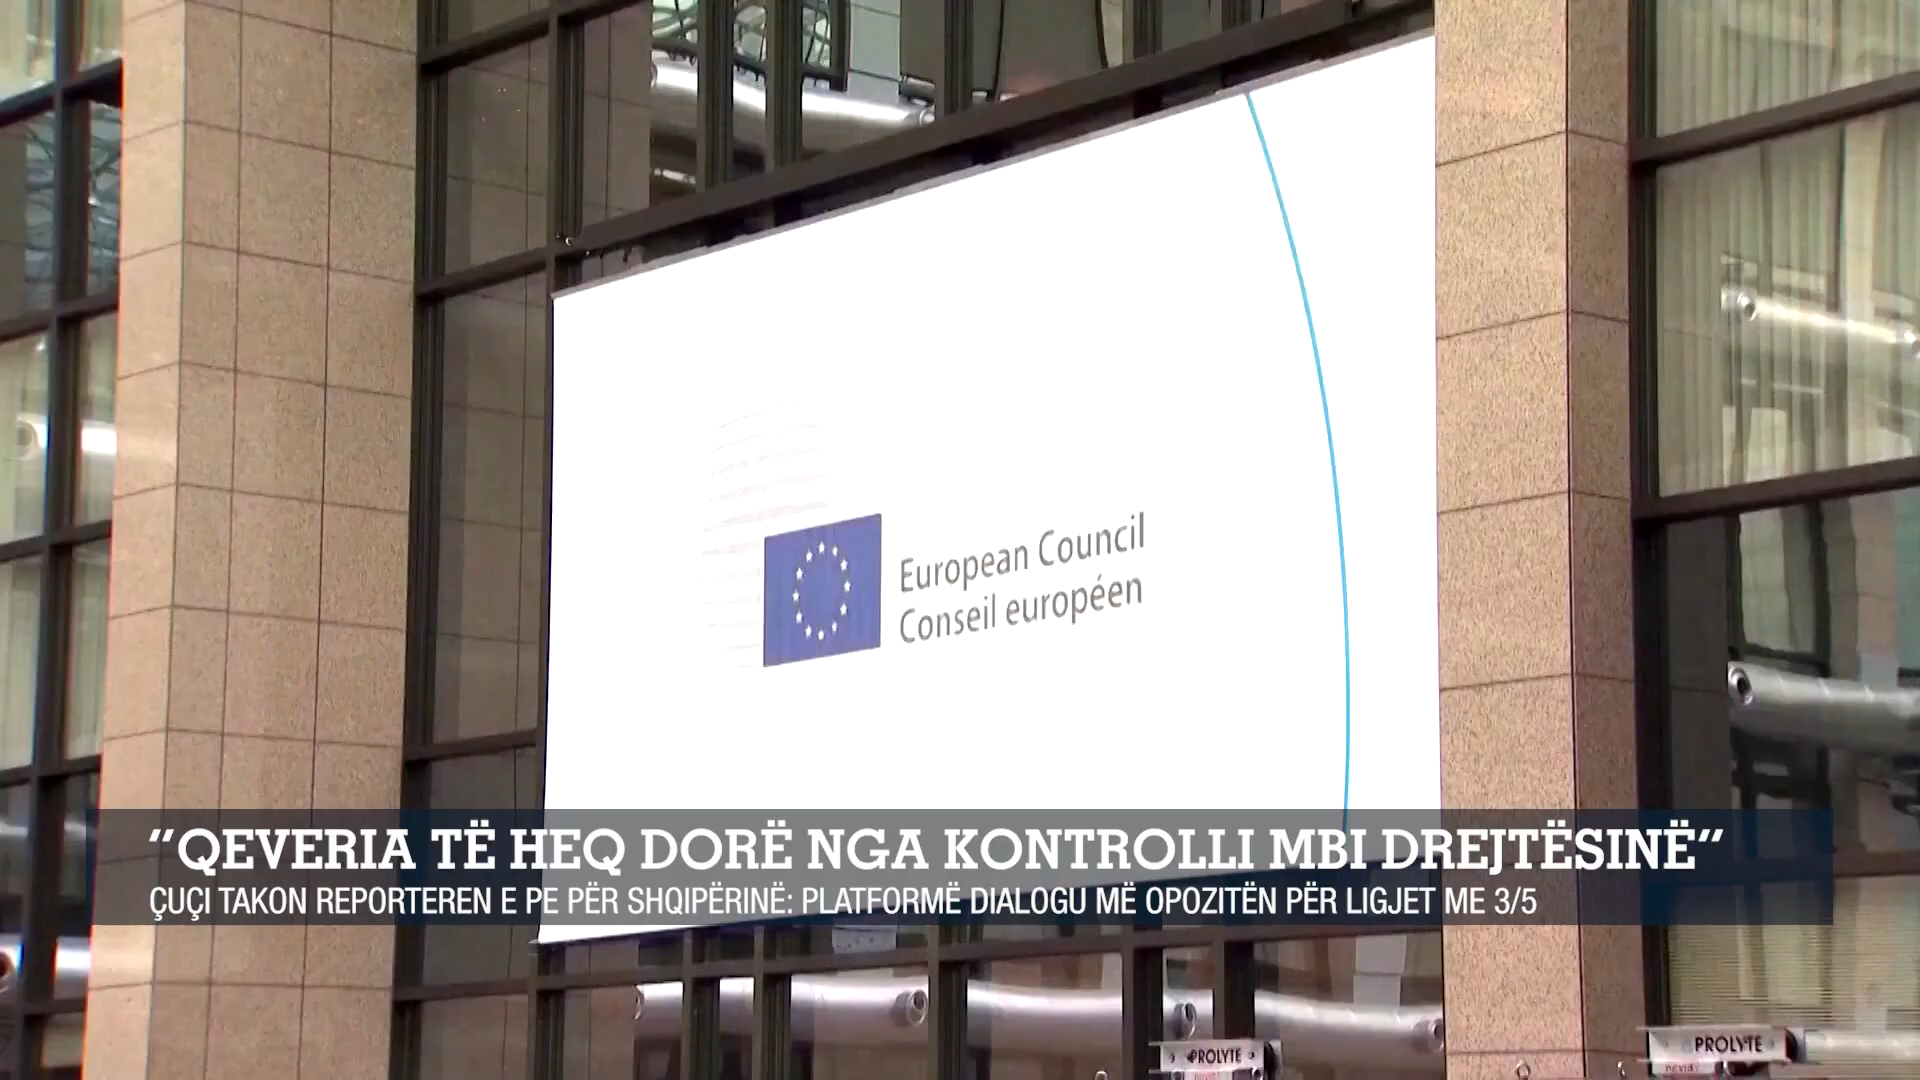 European Council
Conseil européen
“QEVERIA TË HEQ DORË NGA KONTROLLI MBI DREJTËSINË”
ÇUÇI TAKON REPORTEREN E PE PËR SHQIPËRINË: PLATFORMË DIALOGU MË OPOZITËN PËR LIGJET ME 3/5
PROLYTE
PROLYTE